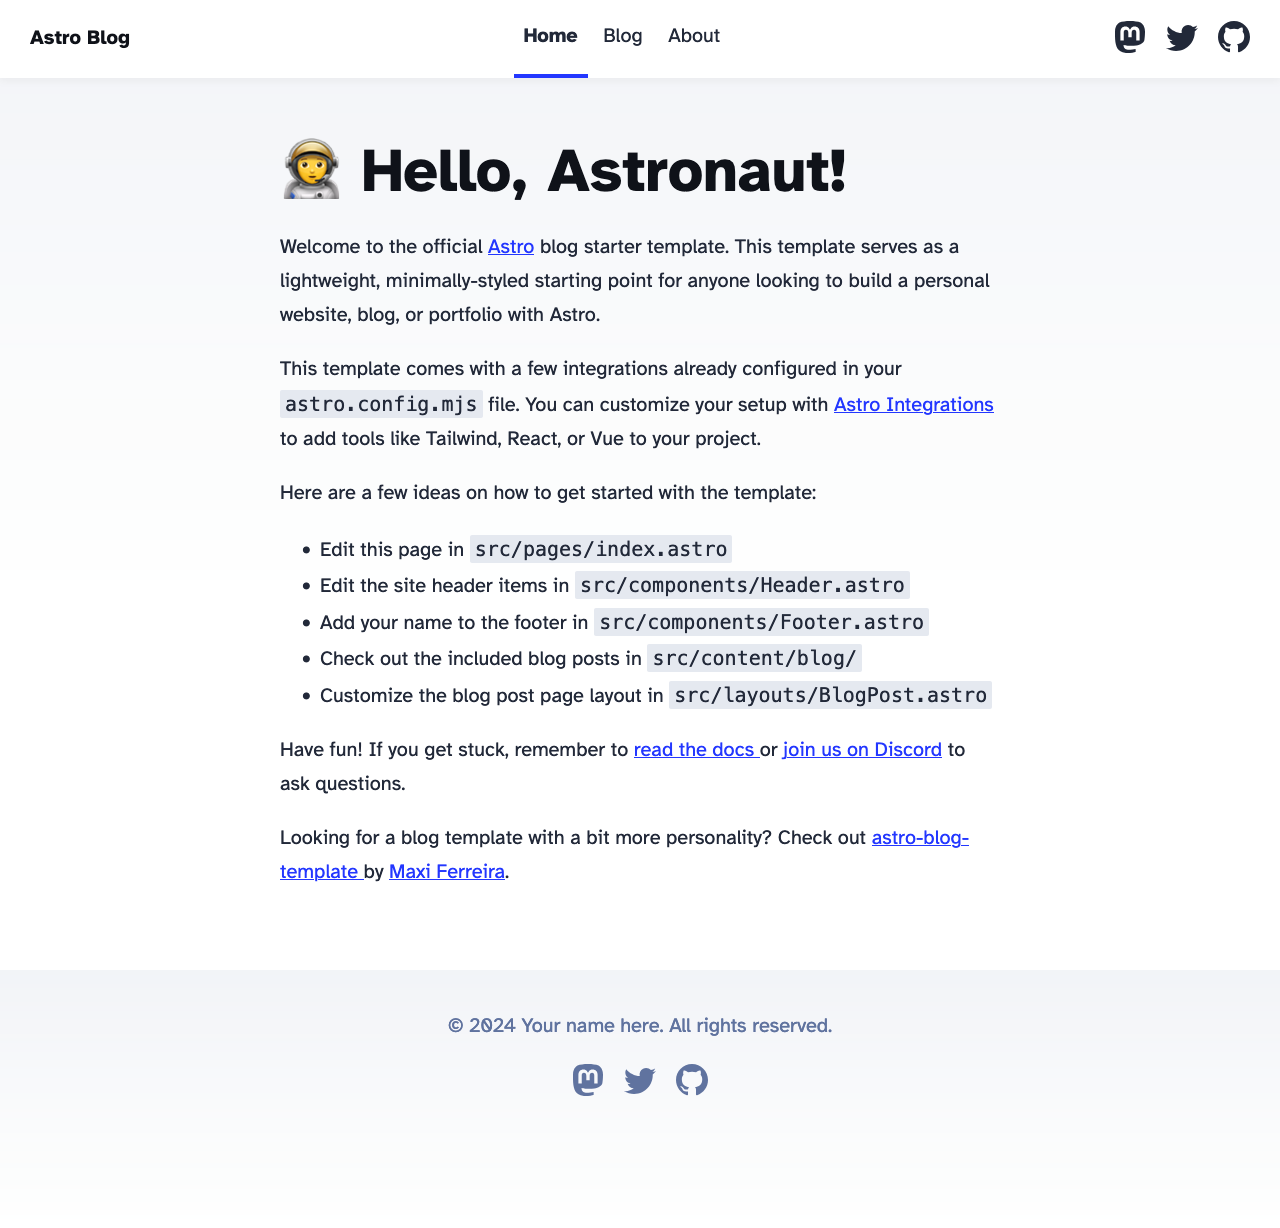 Astro Blog
Home Blog About
🧑‍🚀 Hello, Astronaut!
Welcome to the official Astro blog starter template. This template serves as a
lightweight, minimally-styled starting point for anyone looking to build a personal
website, blog, or portfolio with Astro.
This template comes with a few integrations already configured in your
astro.config.mjs file. You can customize your setup with Astro Integrations
to add tools like Tailwind, React, or Vue to your project.
Here are a few ideas on how to get started with the template:
• Edit this page in src/pages/index.astro
• Edit the site header items in src/components/Header.astro
• Add your name to the footer in src/components/Footer.astro
• Check out the included blog posts in src/content/blog/
• Customize the blog post page layout in src/layouts/BlogPost.astro
Have fun! If you get stuck, remember to read the docs or join us on Discord to
ask questions.
Looking for a blog template with a bit more personality? Check out astro-blog-
template by Maxi Ferreira.
© 2024 Your name here. All rights reserved.